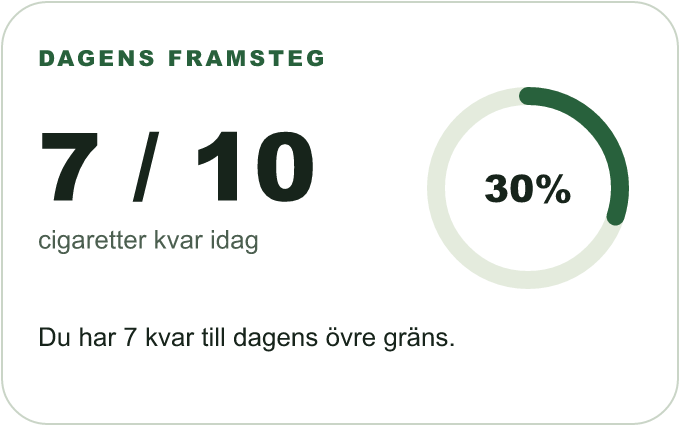 DAGENS FRAMSTEG
7 / 10
cigaretter kvar idag
30%
Du har 7 kvar till dagens övre gräns.